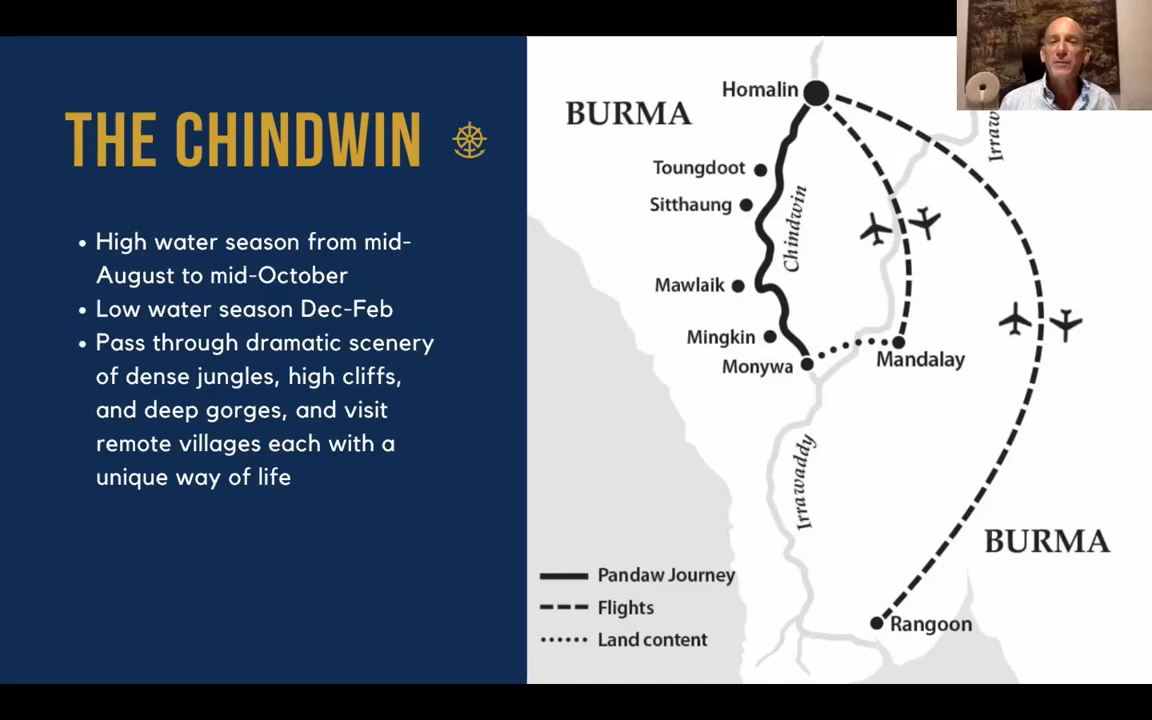 THE CHINDWIN
• High water season from mid-
August to mid-October
• Low water season Dec-Feb
• Pass through dramatic scenery
of dense jungles, high cliffs,
and deep gorges, and visit
remote villages each with a
unique way of life
Homalin
BURMA
Irraw
Toungdoot
Sitthaung
Chindwin
Mawlaik
Mingkin
Monywa
Mandalay
Irrawaddy
BURMA
Pandaw Journey
Flights
Land content
Rangoon